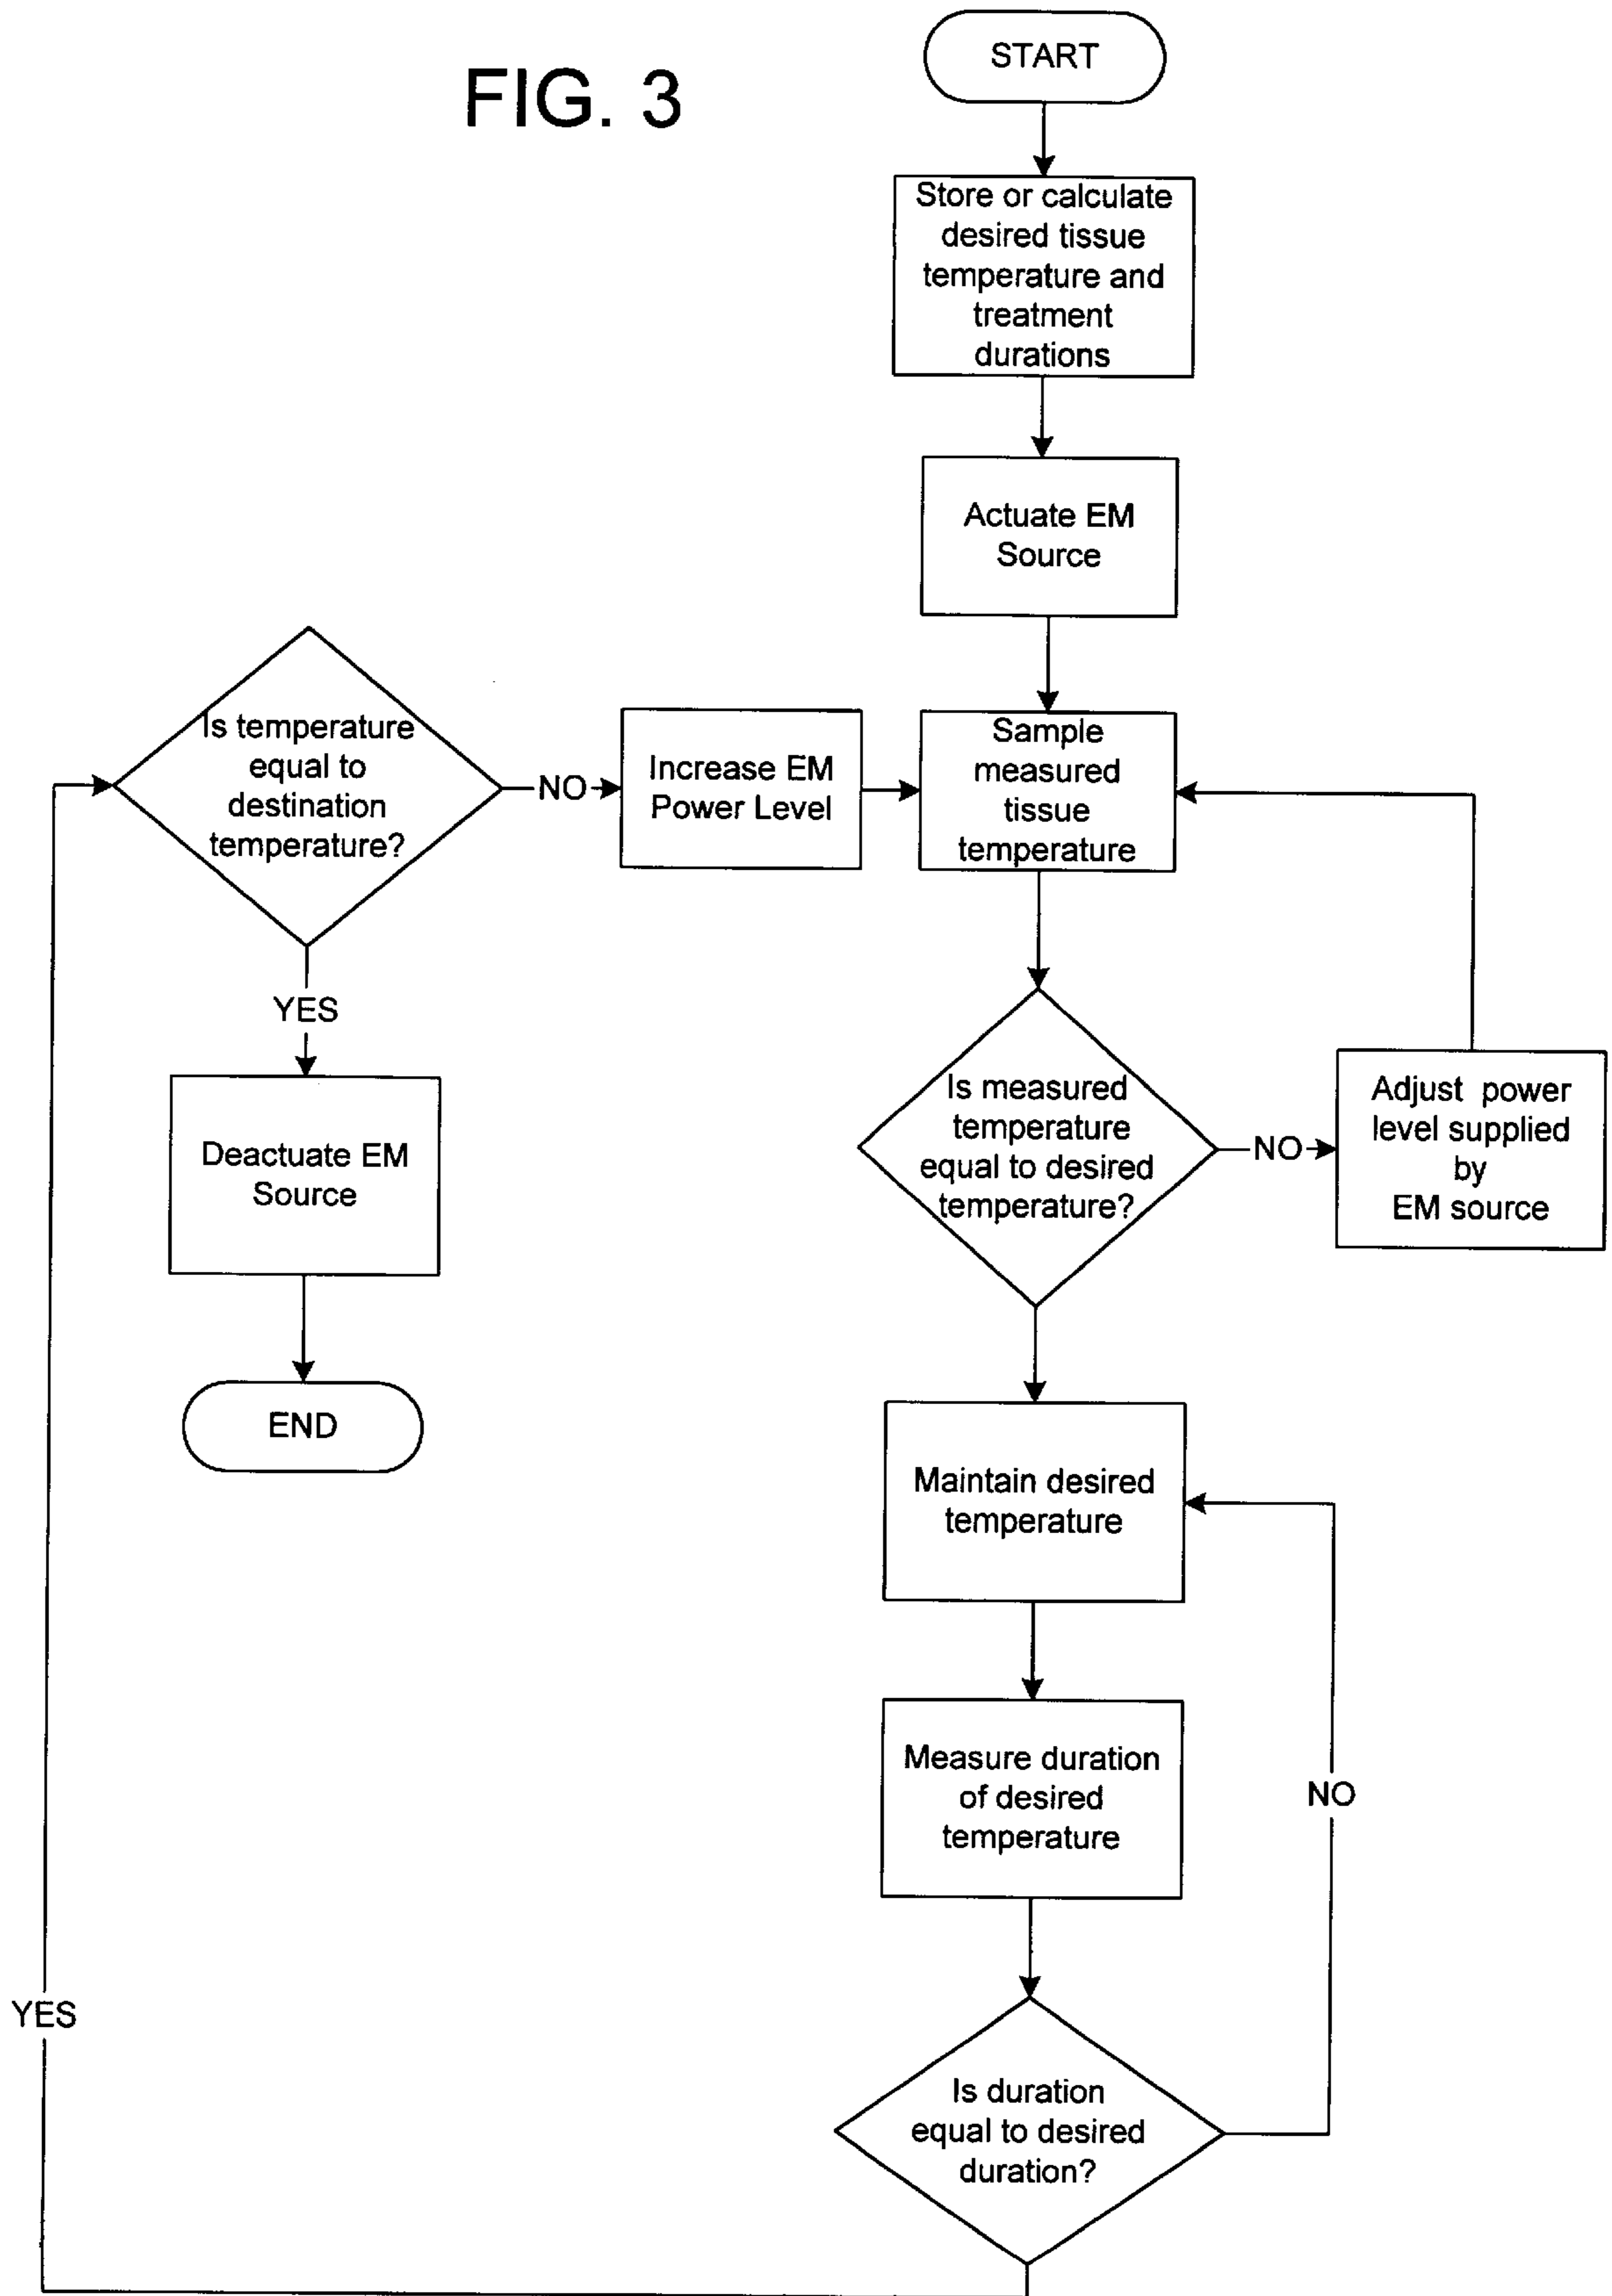 FIG. 3
START
Store or calculate
desired tissue
temperature and
treatment
durations
Actuate EM
Source
Is temperature
equal to
destination
temperature?
NO
Increase EM
Power Level
Sample
measured
tissue
temperature
YES
Deactuate EM
Source
END
Is measured
temperature
equal to desired
temperature?
NO
Adjust power
level supplied
by
EM source
Maintain desired
temperature
Measure duration
of desired
temperature
NO
YES
Is duration
equal to desired
duration?